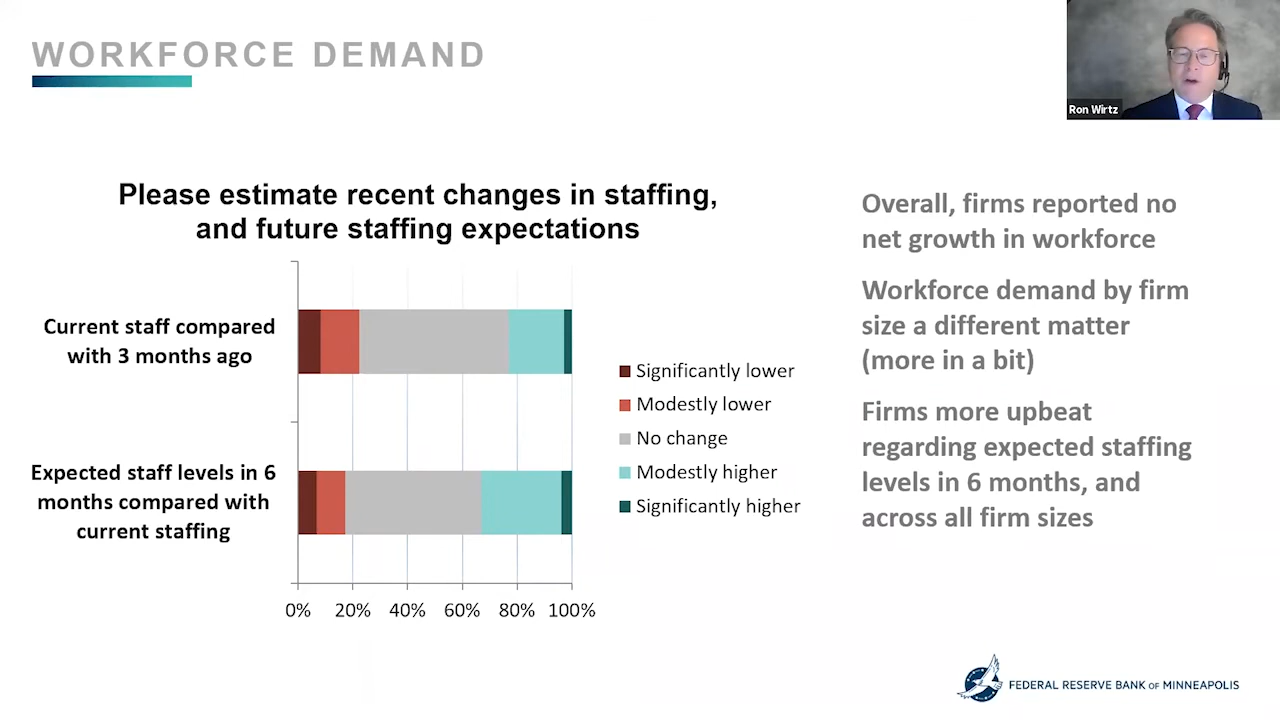 WORKFORCE DEMAND
Ron Wirtz
Please estimate recent changes in staffing,
and future staffing expectations
Current staff compared
with 3 months ago
Expected staff levels in 6
months compared with
current staffing
0% 20% 40% 60% 80% 100%
Significantly lower
Modestly lower
No change
Modestly higher
Significantly higher
Overall, firms reported no
net growth in workforce
Workforce demand by firm
size a different matter
(more in a bit)
Firms more upbeat
regarding expected staffing
levels in 6 months, and
across all firm sizes
FEDERAL RESERVE BANK OF MINNEAPOLIS